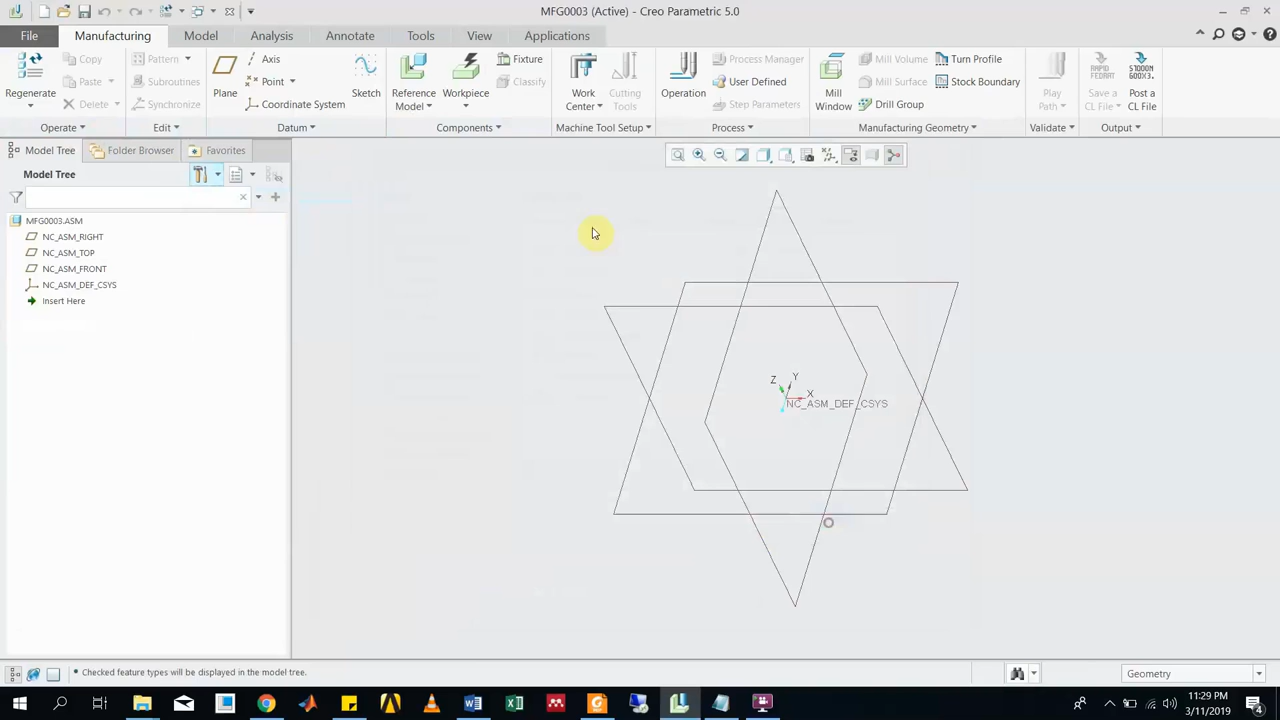 MFG0003 (Active) - Creo Parametric 5.0
File
Manufacturing
Model
Analysis
Annotate
Tools
View
Applications
Regenerate
Copy
Paste
Delete
Operate
Pattern
Subroutines
Synchronize
Edit
Plane
Axis
Point
Coordinate System
Sketch
Datum
Reference
Model
Workpiece
Fixture
Classify
Components
Work
Center
Cutting
Tools
Machine Tool Setup
Operation
Process Manager
User Defined
Step Parameters
Process
Mill
Window
Mill Volume
Mill Surface
Drill Group
Turn Profile
Stock Boundary
Manufacturing Geometry
Play
Path
Validate
RAPID
FEDRAT
Save a
CL File
Post a
CL File
Output
Model Tree
Folder Browser
Favorites
Model Tree
MFG0003.ASM
NC_ASM_RIGHT
NC_ASM_TOP
NC_ASM_FRONT
NC_ASM_DEF_CSYS
Insert Here
Z
Y
X
NC_ASM_DEF_CSYS
• Checked feature types will be displayed in the model tree.
Geometry
11:29 PM
3/11/2019
4